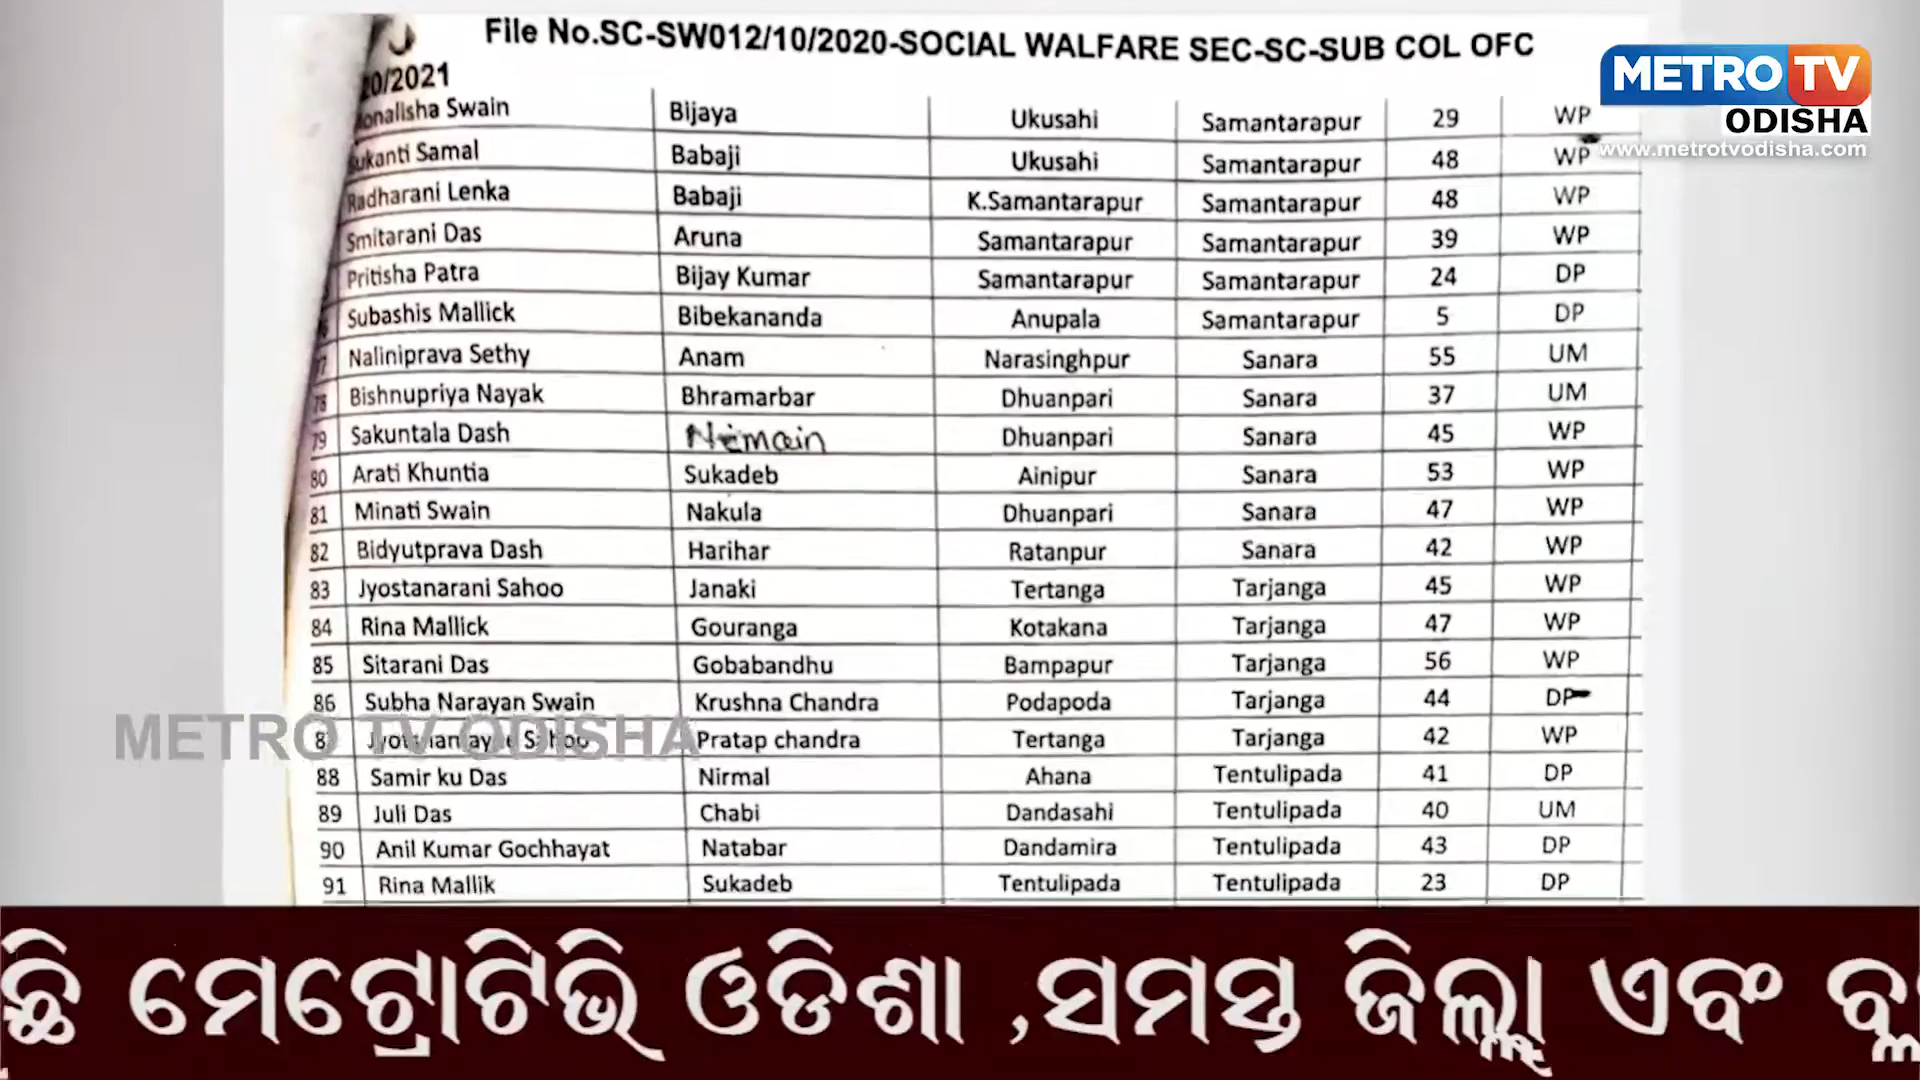 File No.SC-SW012/10/2020-SOCIAL WALFARE SEC-SC-SUB COL OFC
20/2021
METRO TV
ODISHA
www.metrotvodisha.com
onalisha Swain Bijaya Ukusahi Samantarapur 29 WP
ukanti Samal Babaji Ukusahi Samantarapur 48 WP
Radharani Lenka Babaji K.Samantarapur Samantarapur 48 WP
Smitarani Das Aruna Samantarapur Samantarapur 39 WP
Pritisha Patra Bijay Kumar Samantarapur Samantarapur 24 DP
6 Subashis Mallick Bibekananda Anupala Samantarapur 5 DP
77 Naliniprava Sethy Anam Narasinghpur Sanara 55 UM
78 Bishnupriya Nayak Bhramarbar Dhuanpari Sanara 37 UM
79 Sakuntala Dash Nemain Dhuanpari Sanara 45 WP
80 Arati Khuntia Sukadeb Ainipur Sanara 53 WP
81 Minati Swain Nakula Dhuanpari Sanara 47 WP
82 Bidyutprava Dash Harihar Ratanpur Sanara 42 WP
83 Jyostanarani Sahoo Janaki Tertanga Tarjanga 45 WP
84 Rina Mallick Gouranga Kotakana Tarjanga 47 WP
85 Sitarani Das Gobabandhu Bampapur Tarjanga 56 WP
86 Subha Narayan Swain Krushna Chandra Podapoda Tarjanga 44 DP
8 Sahoo Pratap chandra Tertanga Tarjanga 42 WP
METRO TV ODISHA
88 Samir ku Das Nirmal Ahana Tentulipada 41 DP
89 Juli Das Chabi Dandasahi Tentulipada 40 UM
90 Anil Kumar Gochhayat Natabar Dandamira Tentulipada 43 DP
91 Rina Mallik Sukadeb Tentulipada Tentulipada 23 DP
ଛି ମେଟ୍ରୋଟିଭି ଓଡିଶା ,ସମସ୍ତ ଜିଲ୍ଲା ଏବଂ ବ୍ଲ